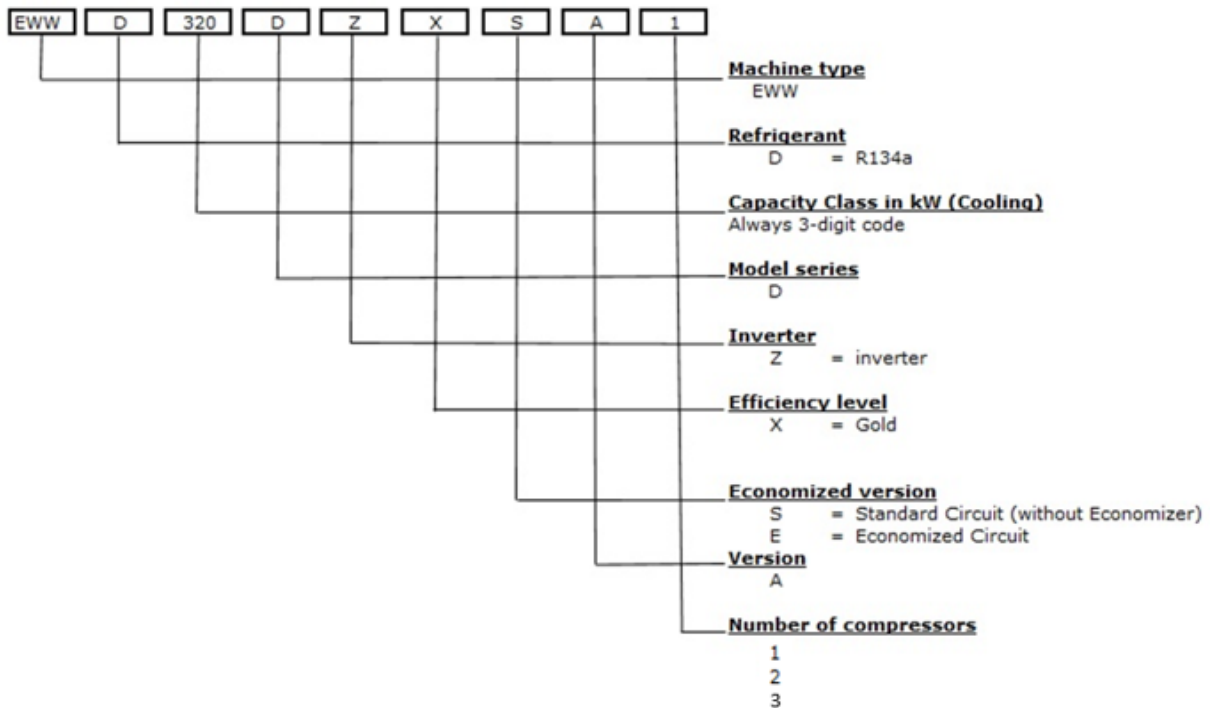 EWW D 320 D Z X S A 1
Machine type
EWW
Refrigerant
D = R134a
Capacity Class in kW (Cooling)
Always 3-digit code
Model series
D
Inverter
Z = inverter
Efficiency level
X = Gold
Economized version
S = Standard Circuit (without Economizer)
E = Economized Circuit
Version
A
Number of compressors
1
2
3